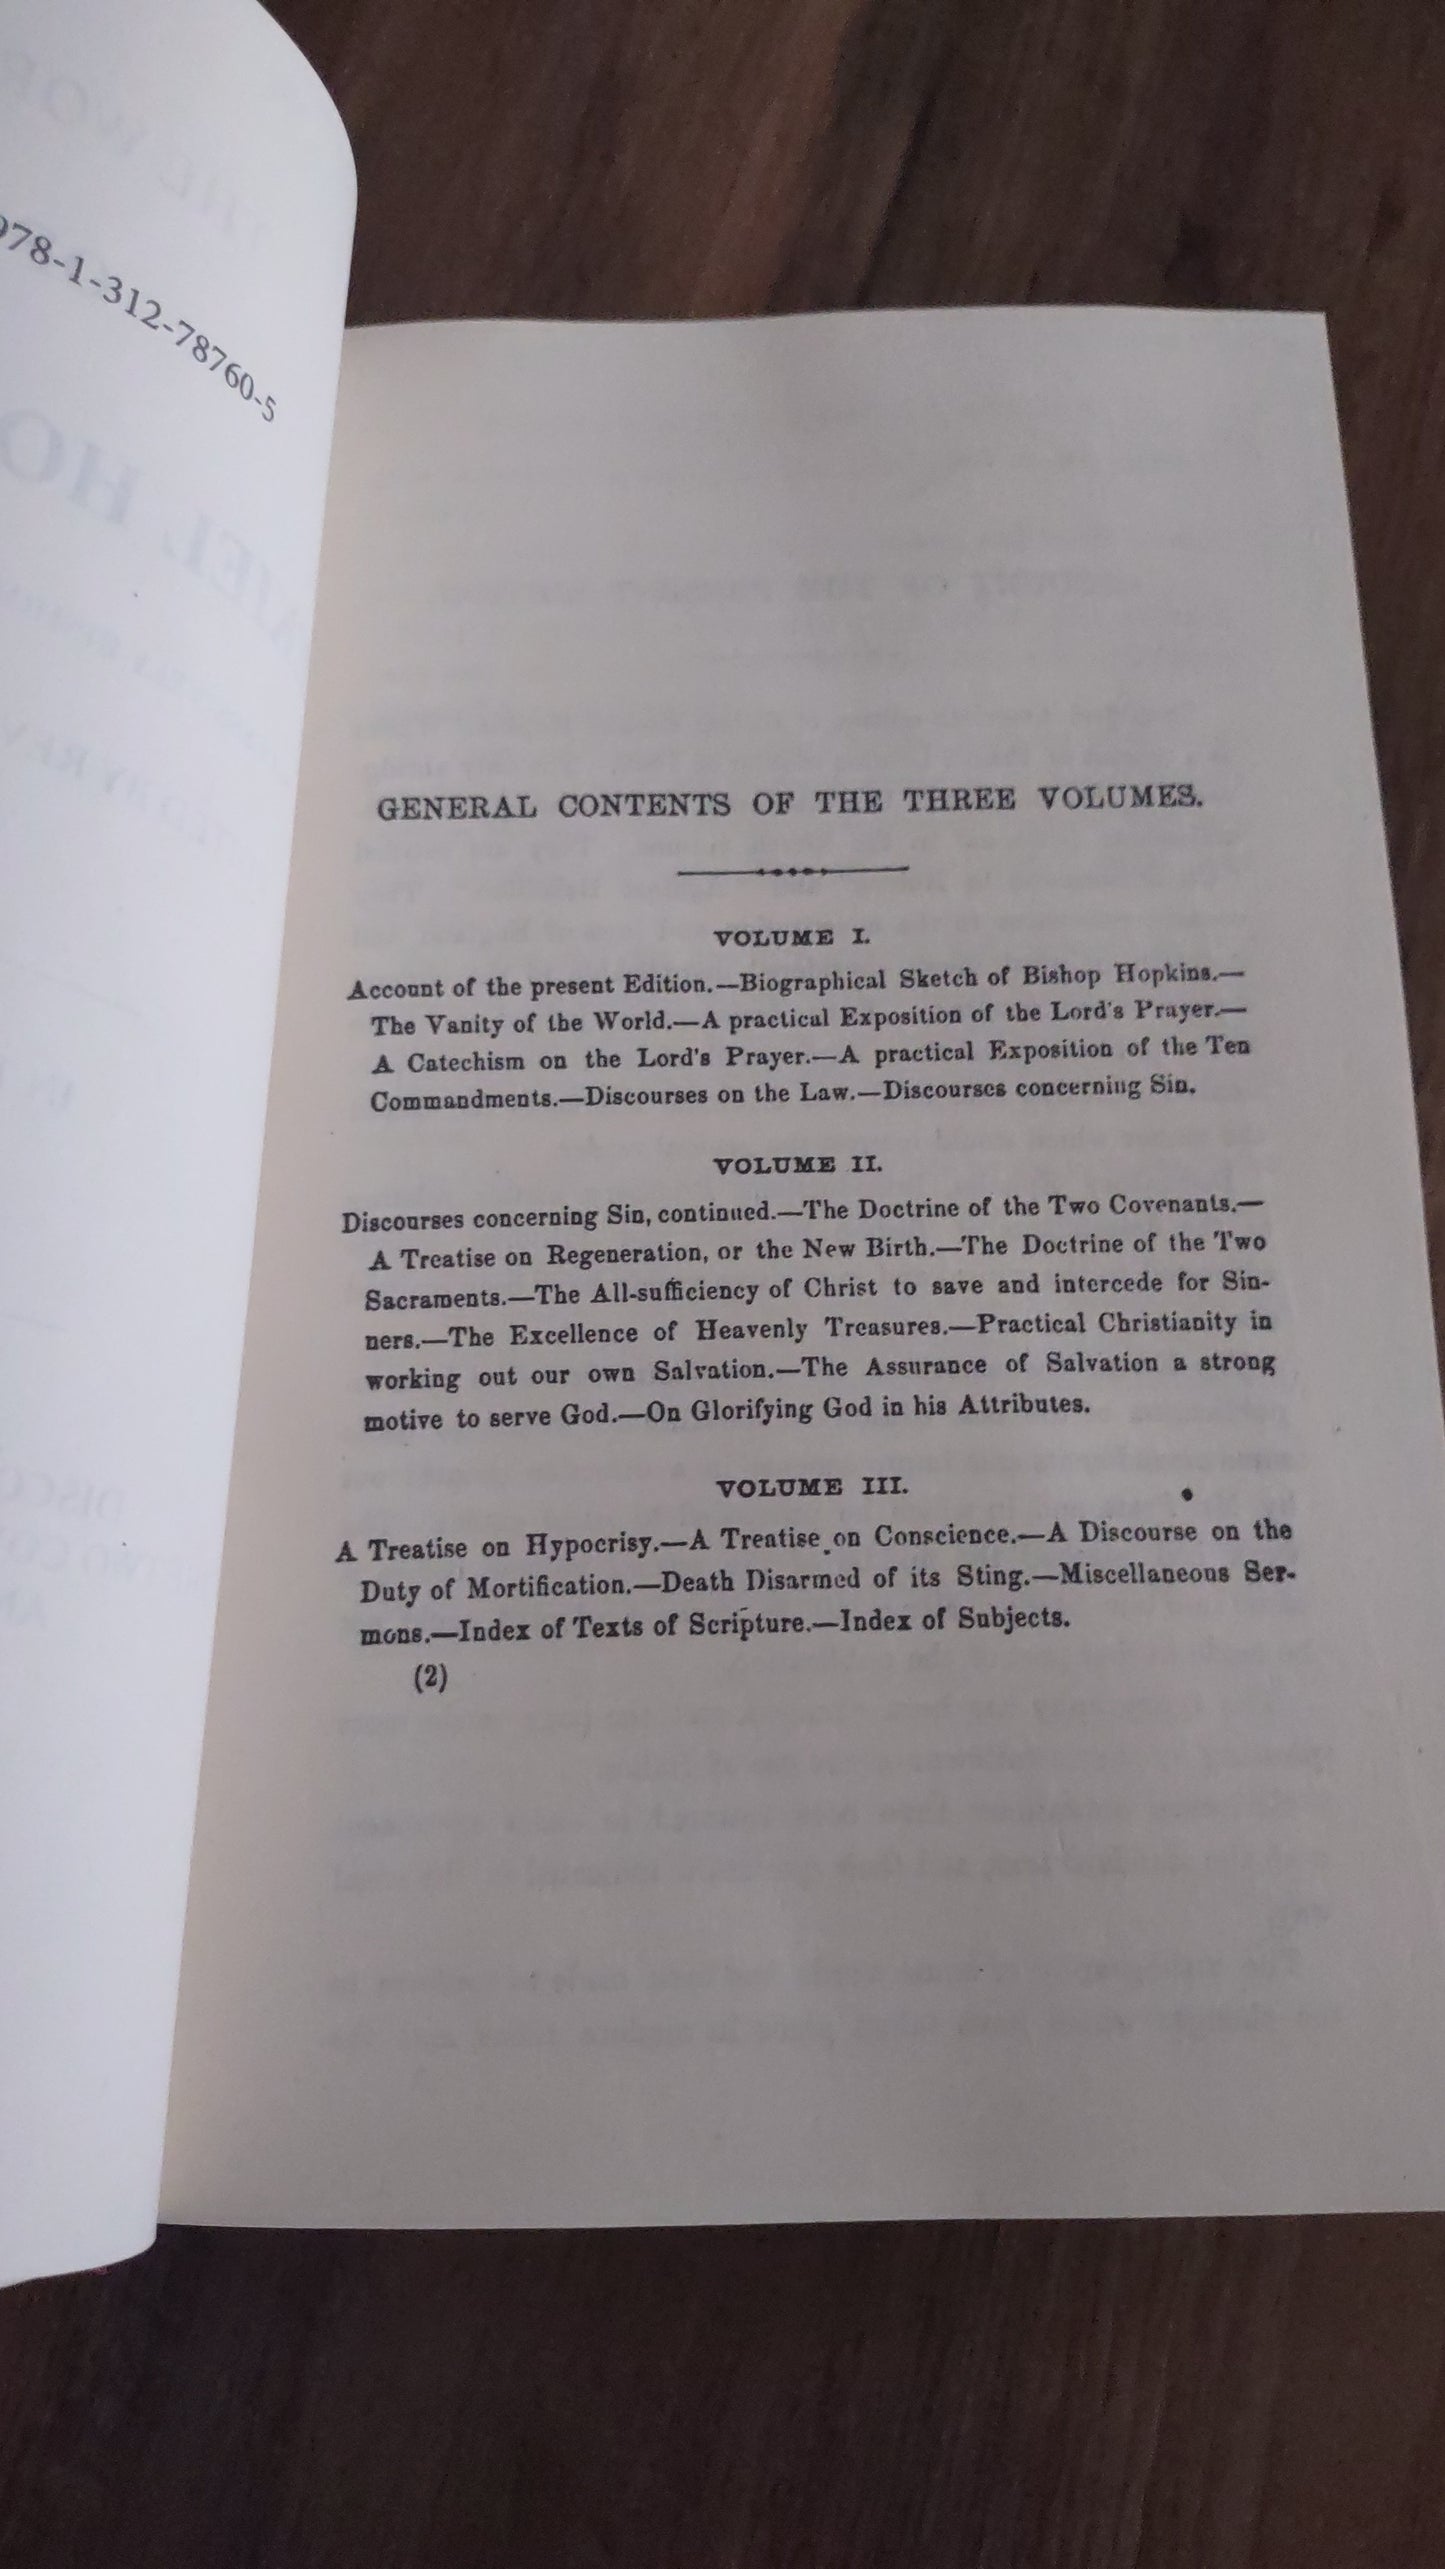 978-1-312-78760-5
GENERAL CONTENTS OF THE THREE VOLUMES.
VOLUME I.
Account of the present Edition.—Biographical Sketch of Bishop Hopkins.—
The Vanity of the World.—A practical Exposition of the Lord's Prayer.—
A Catechism on the Lord's Prayer.—A practical Exposition of the Ten
Commandments.—Discourses on the Law.—Discourses concerning Sin.
VOLUME II.
Discourses concerning Sin, continued.—The Doctrine of the Two Covenants.—
A Treatise on Regeneration, or the New Birth.—The Doctrine of the Two
Sacraments.—The All-sufficiency of Christ to save and intercede for Sin-
ners.—The Excellence of Heavenly Treasures.—Practical Christianity in
working out our own Salvation.—The Assurance of Salvation a strong
motive to serve God.—On Glorifying God in his Attributes.
VOLUME III.
A Treatise on Hypocrisy.—A Treatise on Conscience.—A Discourse on the
Duty of Mortification.—Death Disarmed of its Sting.—Miscellaneous Ser-
mons.—Index of Texts of Scripture.—Index of Subjects.
(2)